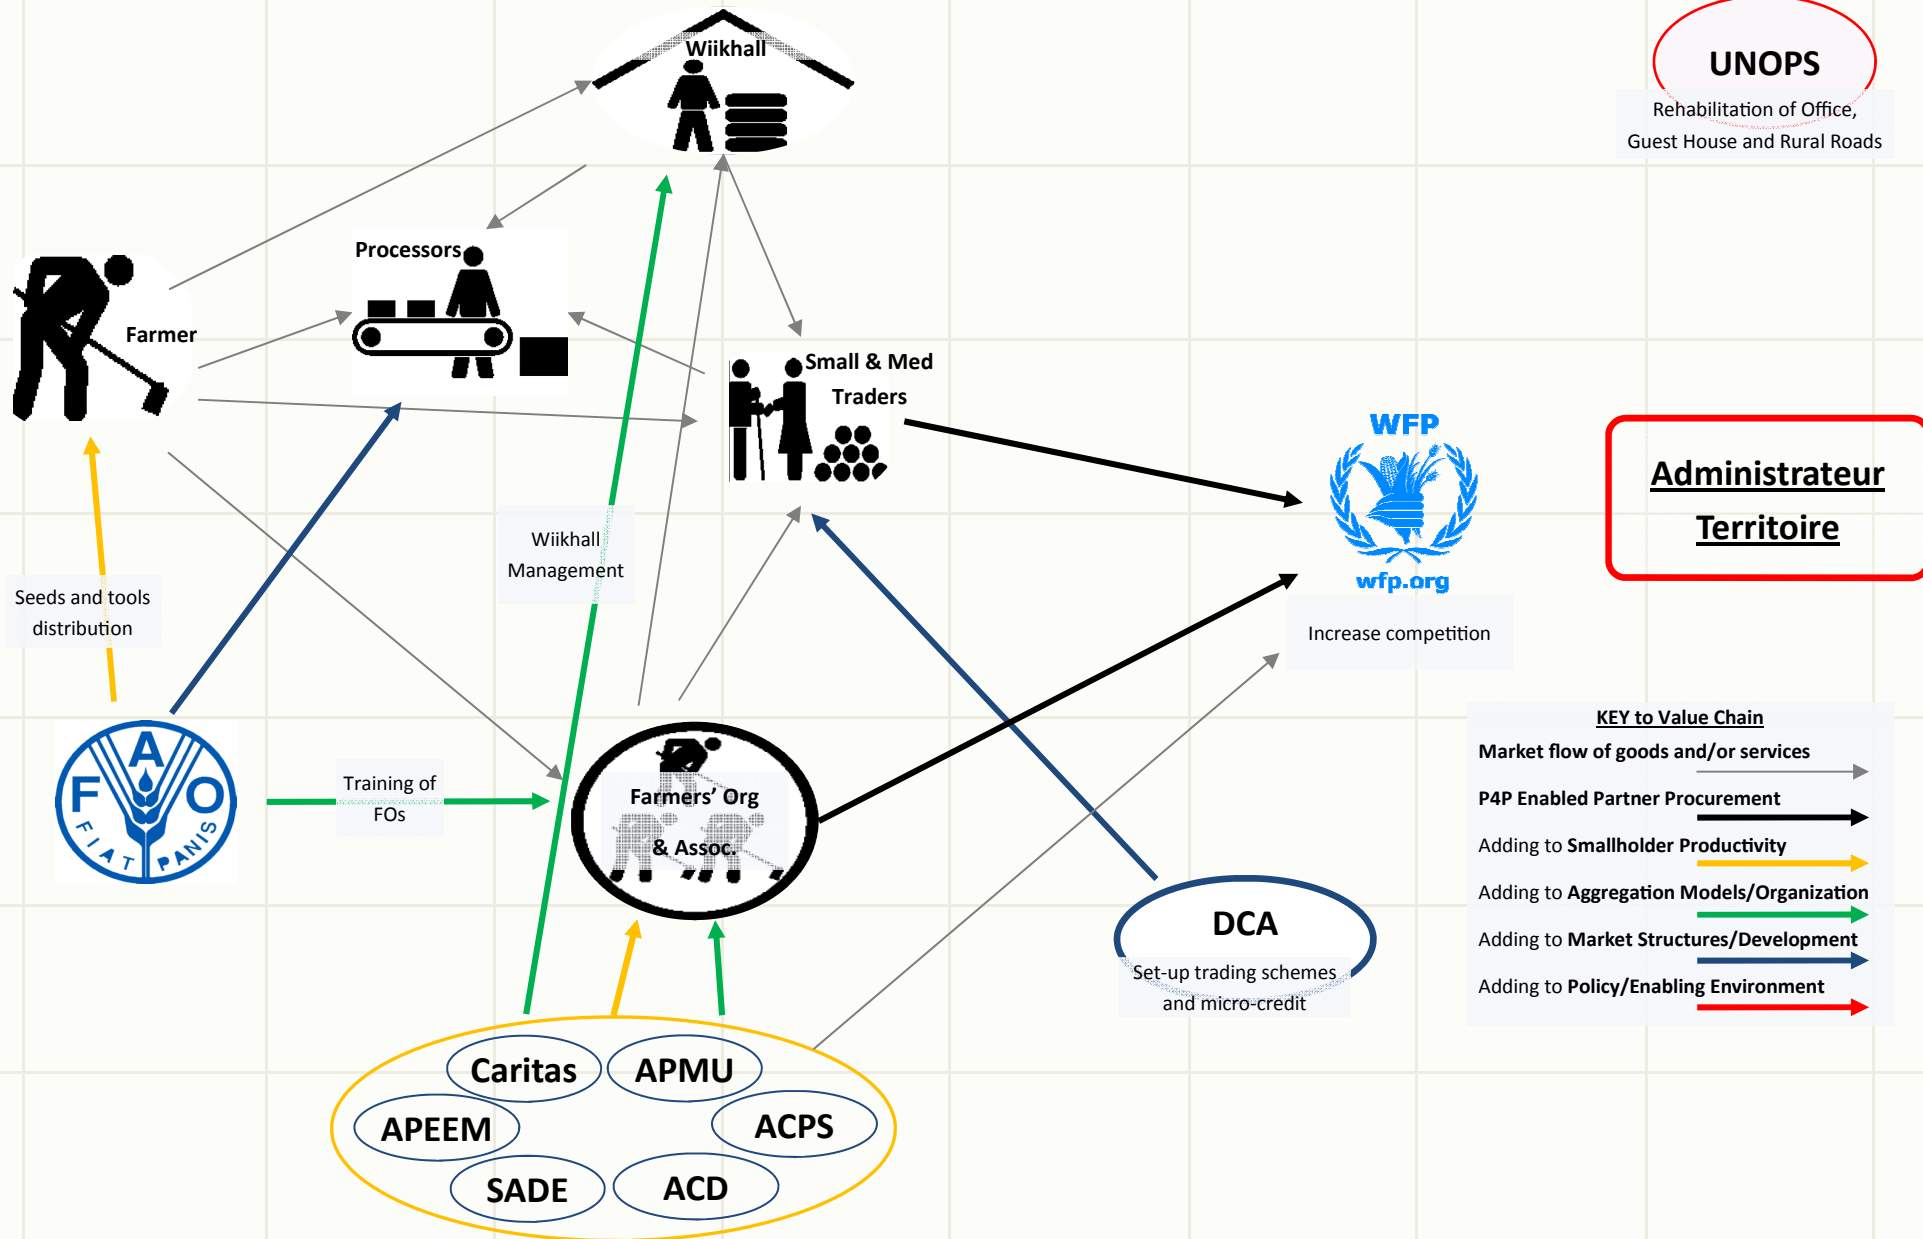 Wiikhall
UNOPS
Rehabilitation of Office,
Guest House and Rural Roads
Processors
Farmer
Small & Med
Traders
WFP
wfp.org
Administrateur
Territoire
Wiikhall
Management
Seeds and tools
distribution
Increase competition
F A O
FIAT PANIS
Training of
FOs
Farmers’ Org
& Assoc.
KEY to Value Chain
Market flow of goods and/or services
P4P Enabled Partner Procurement
Adding to Smallholder Productivity
Adding to Aggregation Models/Organization
Adding to Market Structures/Development
Adding to Policy/Enabling Environment
DCA
Set-up trading schemes
and micro-credit
Caritas
APMU
APEEM
ACPS
SADE
ACD